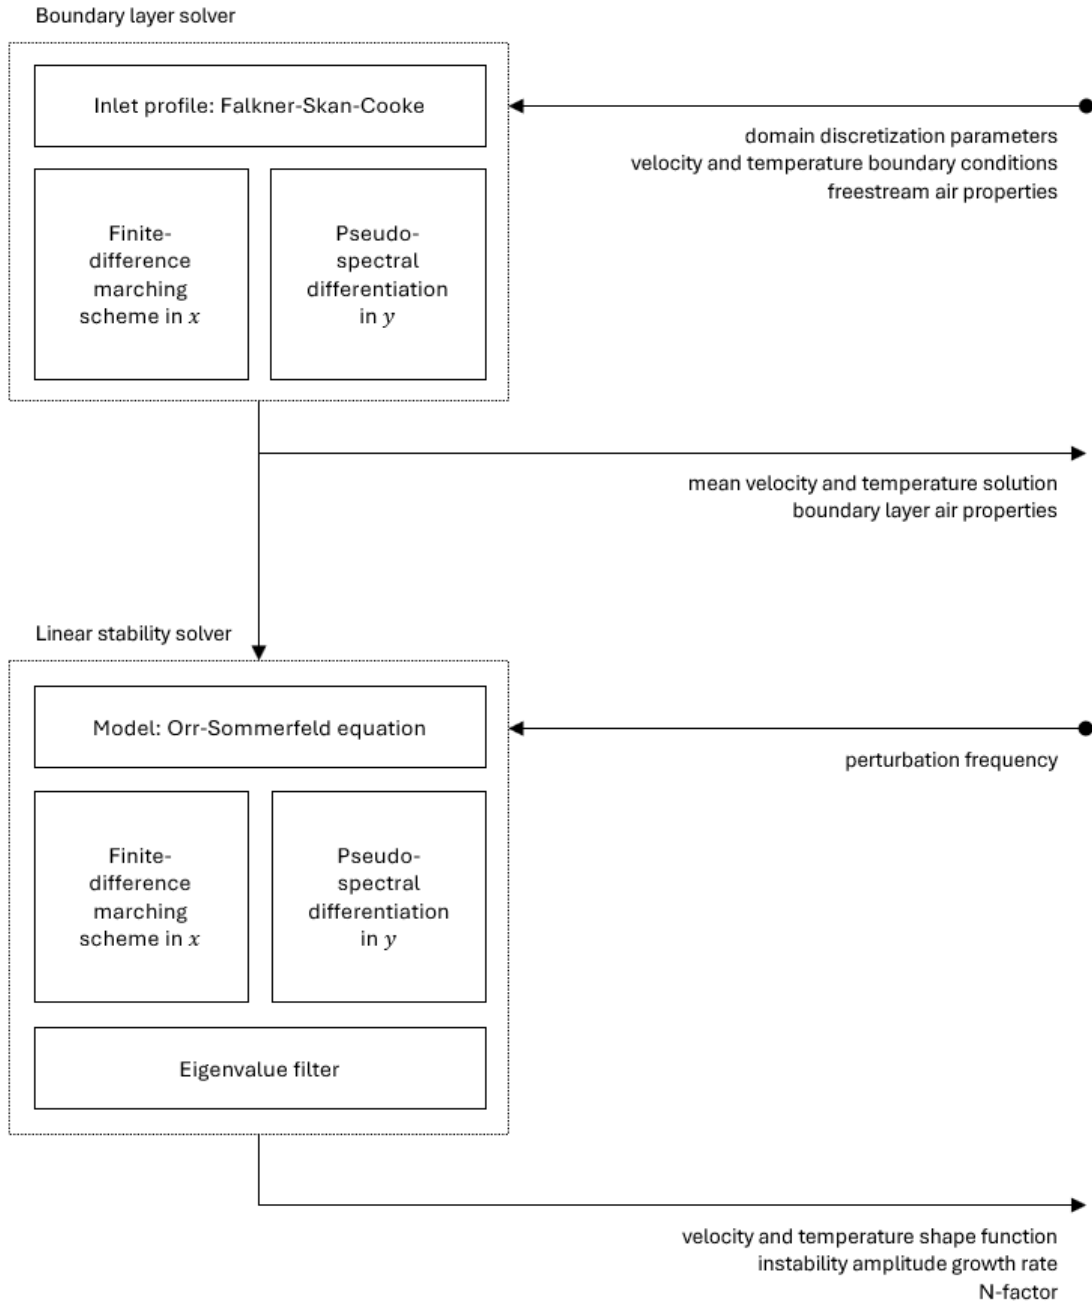 Boundary layer solver
Inlet profile: Falkner-Skan-Cooke
domain discretization parameters
velocity and temperature boundary conditions
freestream air properties
Finite-
difference
marching
scheme in x
Pseudo-
spectral
differentiation
in y
mean velocity and temperature solution
boundary layer air properties
Linear stability solver
Model: Orr-Sommerfeld equation
perturbation frequency
Finite-
difference
marching
scheme in x
Pseudo-
spectral
differentiation
in y
Eigenvalue filter
velocity and temperature shape function
instability amplitude growth rate
N-factor